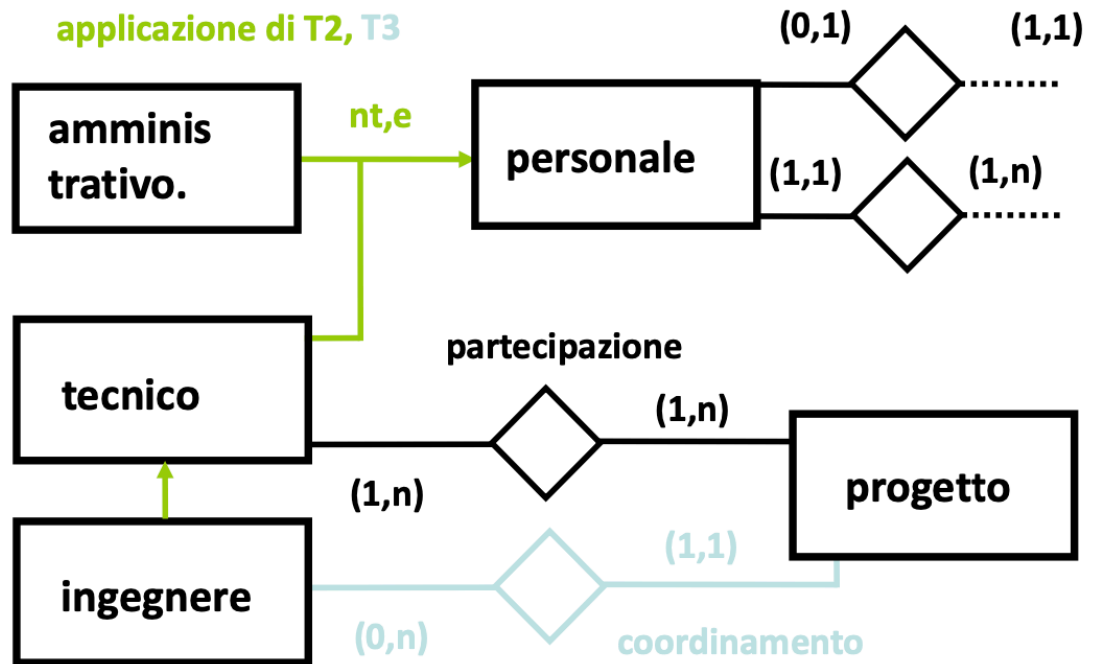 applicazione di T2, T3
(0,1)
(1,1)
amminis
trativo.
nt,e
personale
(1,1)
(1,n)
tecnico
partecipazione
(1,n)
(1,n)
progetto
ingegnere
(1,1)
(0,n)
coordinamento